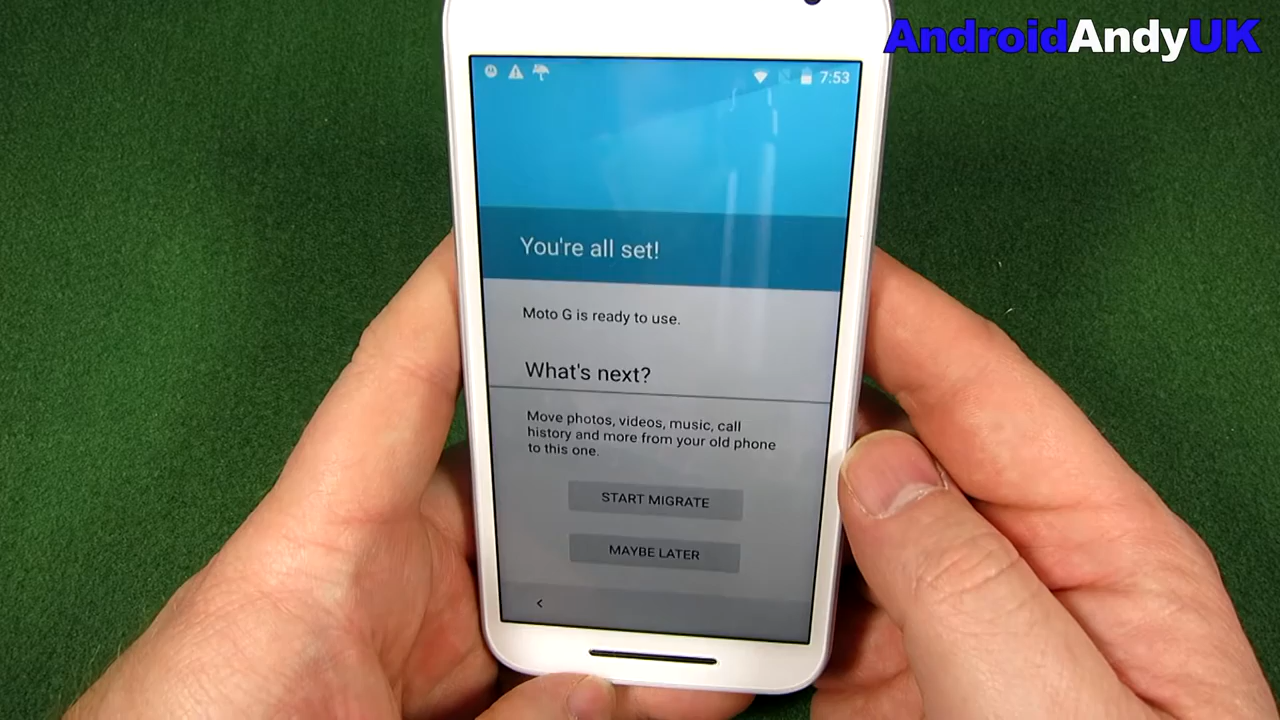 AndroidAndyUK
7:53
You're all set!
Moto G is ready to use.
What's next?
Move photos, videos, music, call
history and more from your old phone
to this one.
START MIGRATE
MAYBE LATER